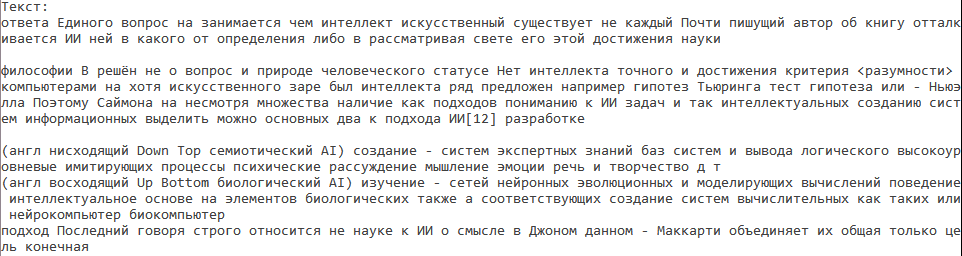 Текст:
ответа Единого вопрос на занимается чем интеллект искусственный существует не каждый Почти пишущий автор об книгу отталк
ивается ИИ ней в какого от определения либо в рассматривая свете его этой достижения науки

философии В решён не о вопрос и природе человеческого статусе Нет интеллекта точного и достижения критерия <разумности>
компьютерами на хотя искусственного заре был интеллекта ряд предложен например гипотез Тьюринга тест гипотеза или - Ньюэ
лла Поэтому Саймона на несмотря множества наличие как подходов пониманию к ИИ задач и так интеллектуальных созданию сист
ем информационных выделить можно основных два к подхода ИИ[12] разработке

(англ нисходящий Down Top семиотический AI) создание - систем экспертных знаний баз систем и вывода логического высокоур
овневые имитирующих процессы психические рассуждение мышление эмоции речь и творчество д т
(англ восходящий Up Bottom биологический AI) изучение - сетей нейронных эволюционных и моделирующих вычислений поведение
интеллектуальное основе на элементов биологических также а соответствующих создание систем вычислительных как таких или
нейрокомпьютер биокомпьютер
подход Последний говоря строго относится не науке к ИИ о смысле в Джоном данном - Маккарти объединяет их общая только це
ль конечная